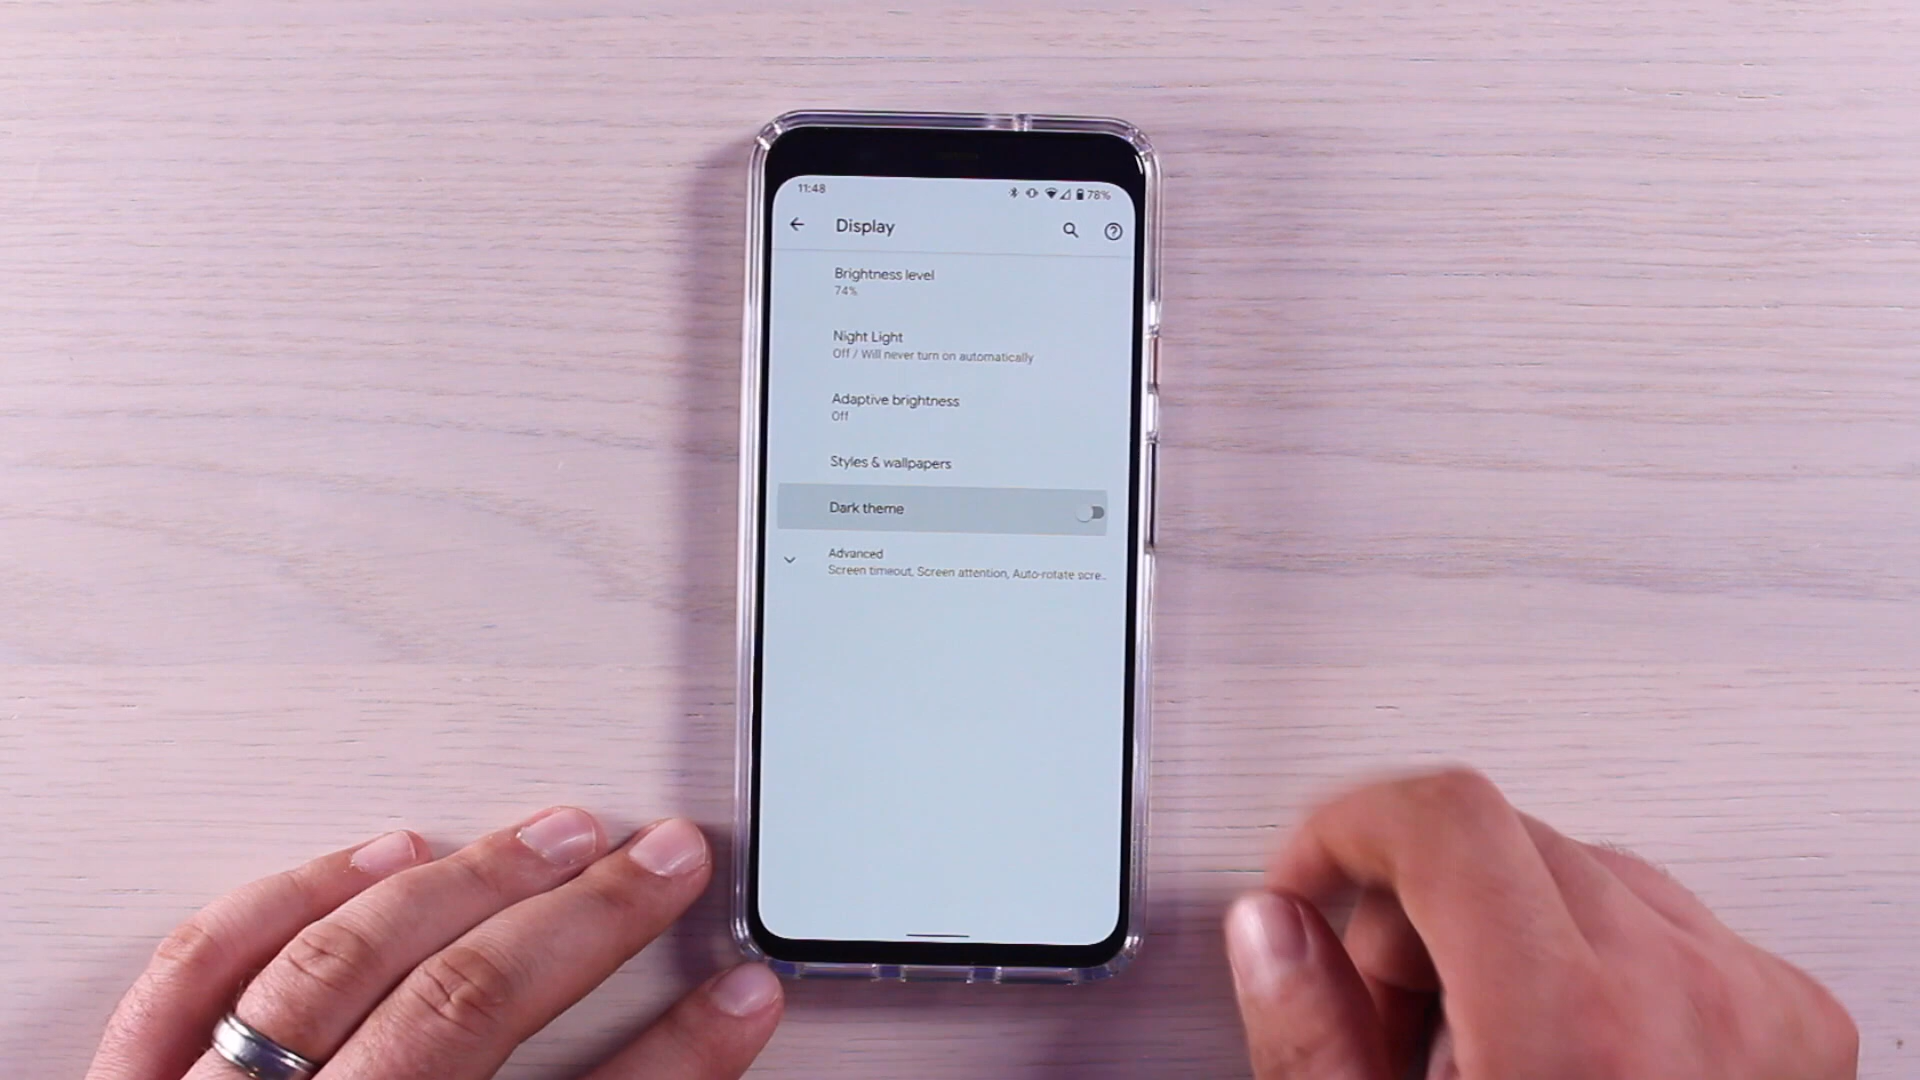 11:48
78%
Display
Brightness level
74%
Night Light
Off / Will never turn on automatically
Adaptive brightness
Off
Styles & wallpapers
Dark theme
Advanced
Screen timeout, Screen attention, Auto-rotate scre..